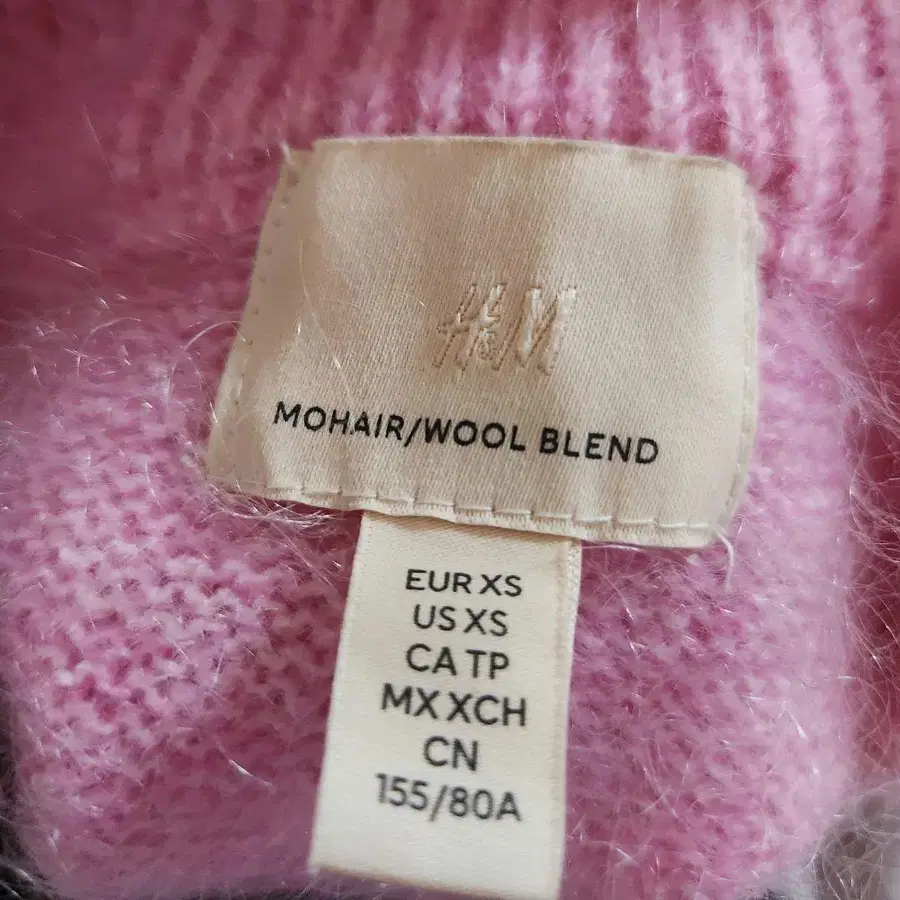 H&M
MOHAIR/WOOL BLEND
EUR XS
US XS
CA TP
MX XCH
CN
155/80A